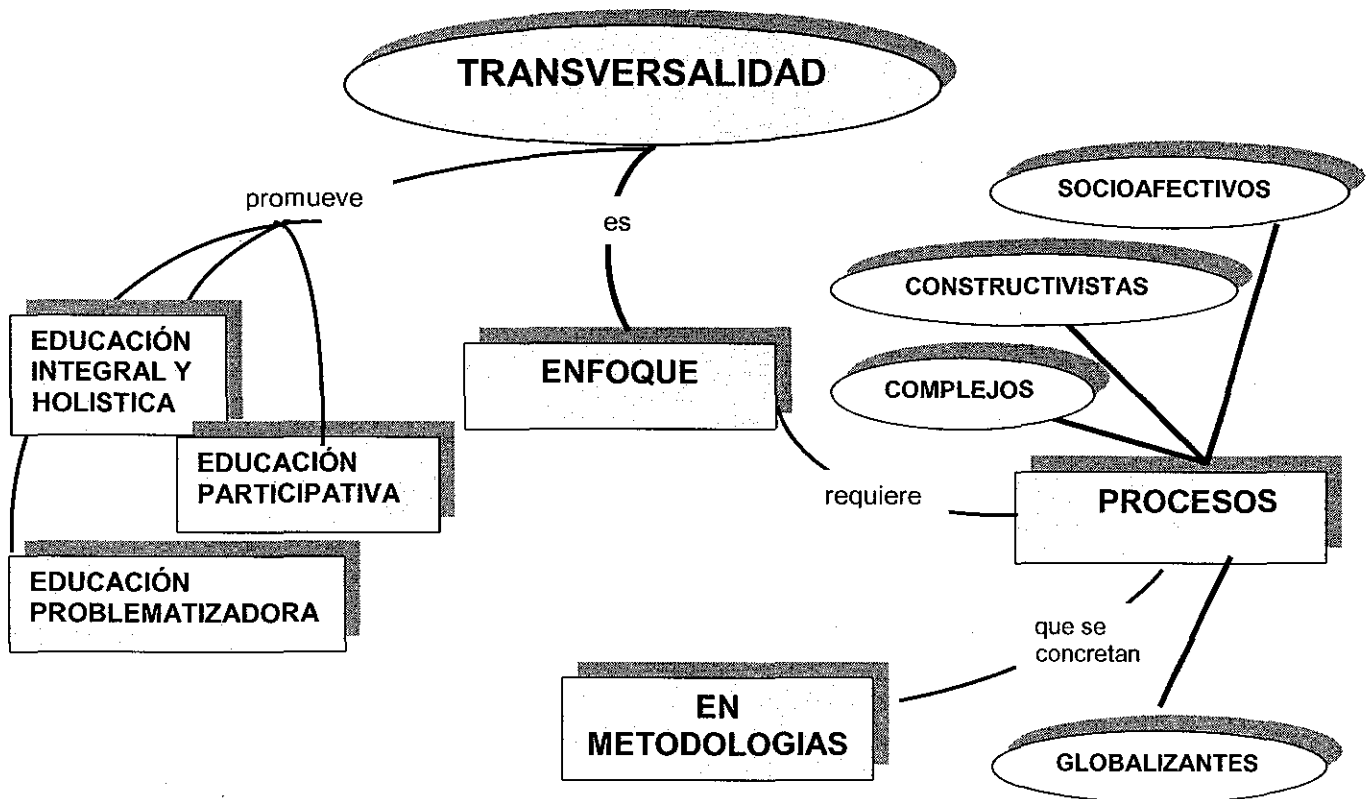 TRANSVERSALIDAD
promueve
es
SOCIOAFECTIVOS
CONSTRUCTIVISTAS
COMPLEJOS
EDUCACIÓN
INTEGRAL Y
HOLISTICA
ENFOQUE
EDUCACIÓN
PARTICIPATIVA
requiere
PROCESOS
EDUCACIÓN
PROBLEMATIZADORA
que se
concretan
EN
METODOLOGIAS
GLOBALIZANTES